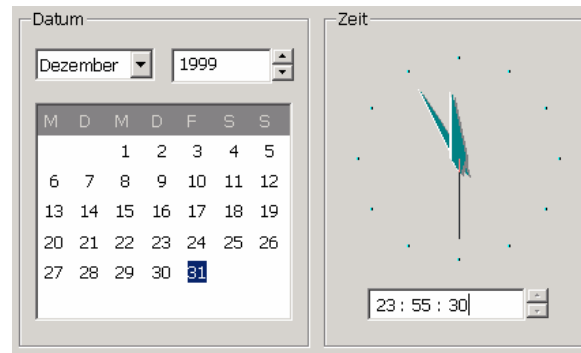 Datum
Dezember 1999
M D M D F S S
1 2 3 4 5
6 7 8 9 10 11 12
13 14 15 16 17 18 19
20 21 22 23 24 25 26
27 28 29 30 31
Zeit
23 : 55 : 30